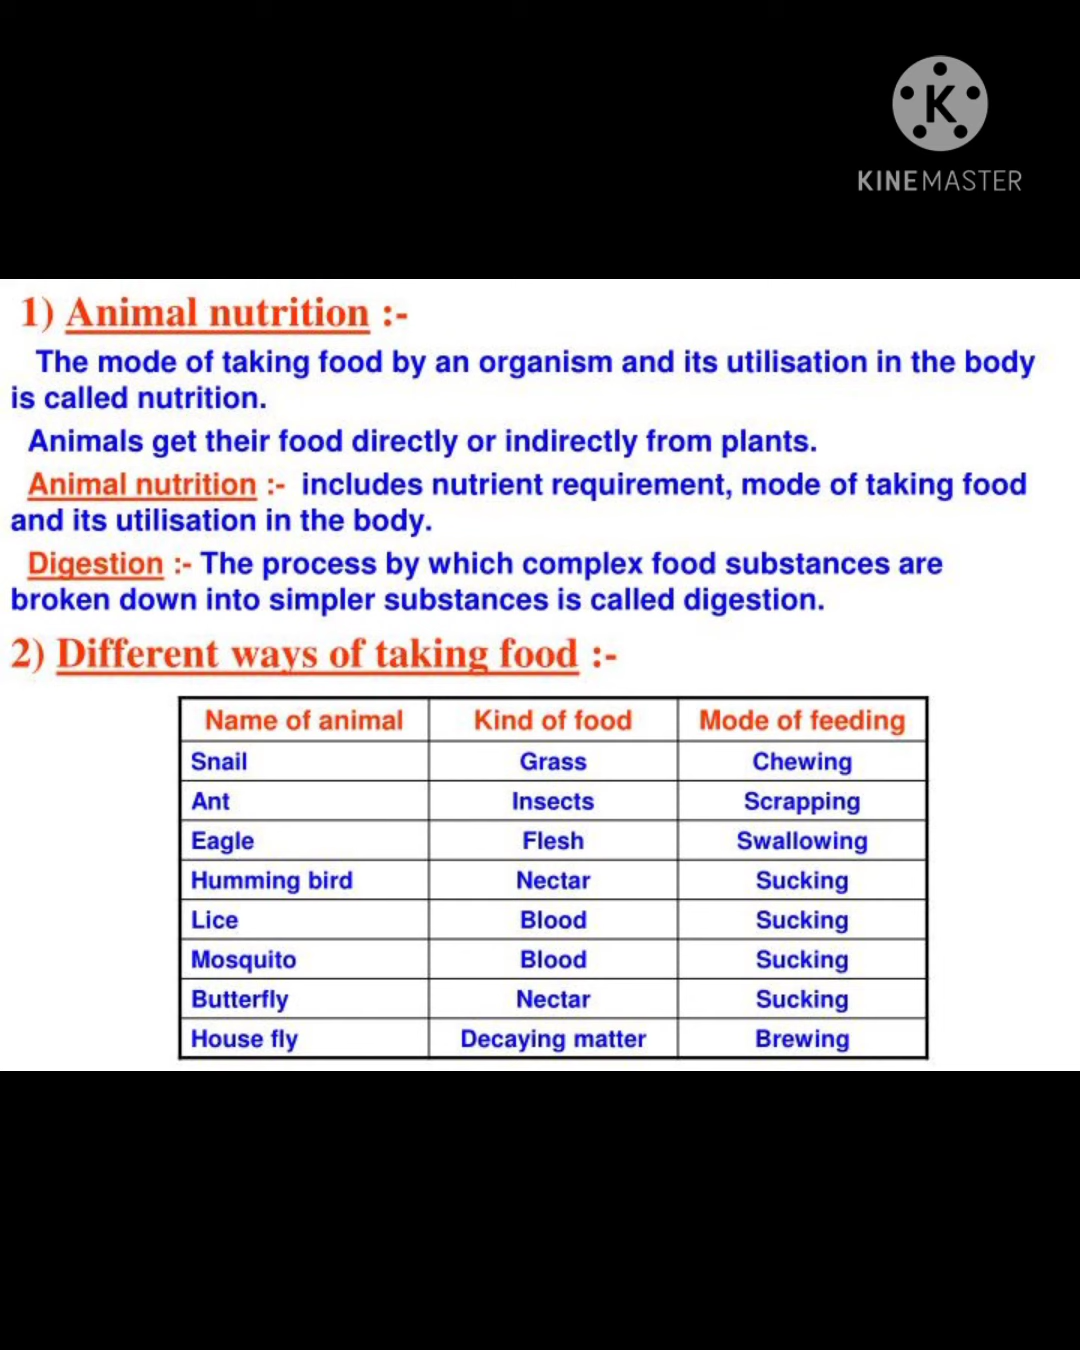 K
KINEMASTER
1) Animal nutrition :-
The mode of taking food by an organism and its utilisation in the body
is called nutrition.
Animals get their food directly or indirectly from plants.
Animal nutrition :- includes nutrient requirement, mode of taking food
and its utilisation in the body.
Digestion :- The process by which complex food substances are
broken down into simpler substances is called digestion.
2) Different ways of taking food :-
Name of animal Kind of food Mode of feeding
Snail Grass Chewing
Ant Insects Scrapping
Eagle Flesh Swallowing
Humming bird Nectar Sucking
Lice Blood Sucking
Mosquito Blood Sucking
Butterfly Nectar Sucking
House fly Decaying matter Brewing